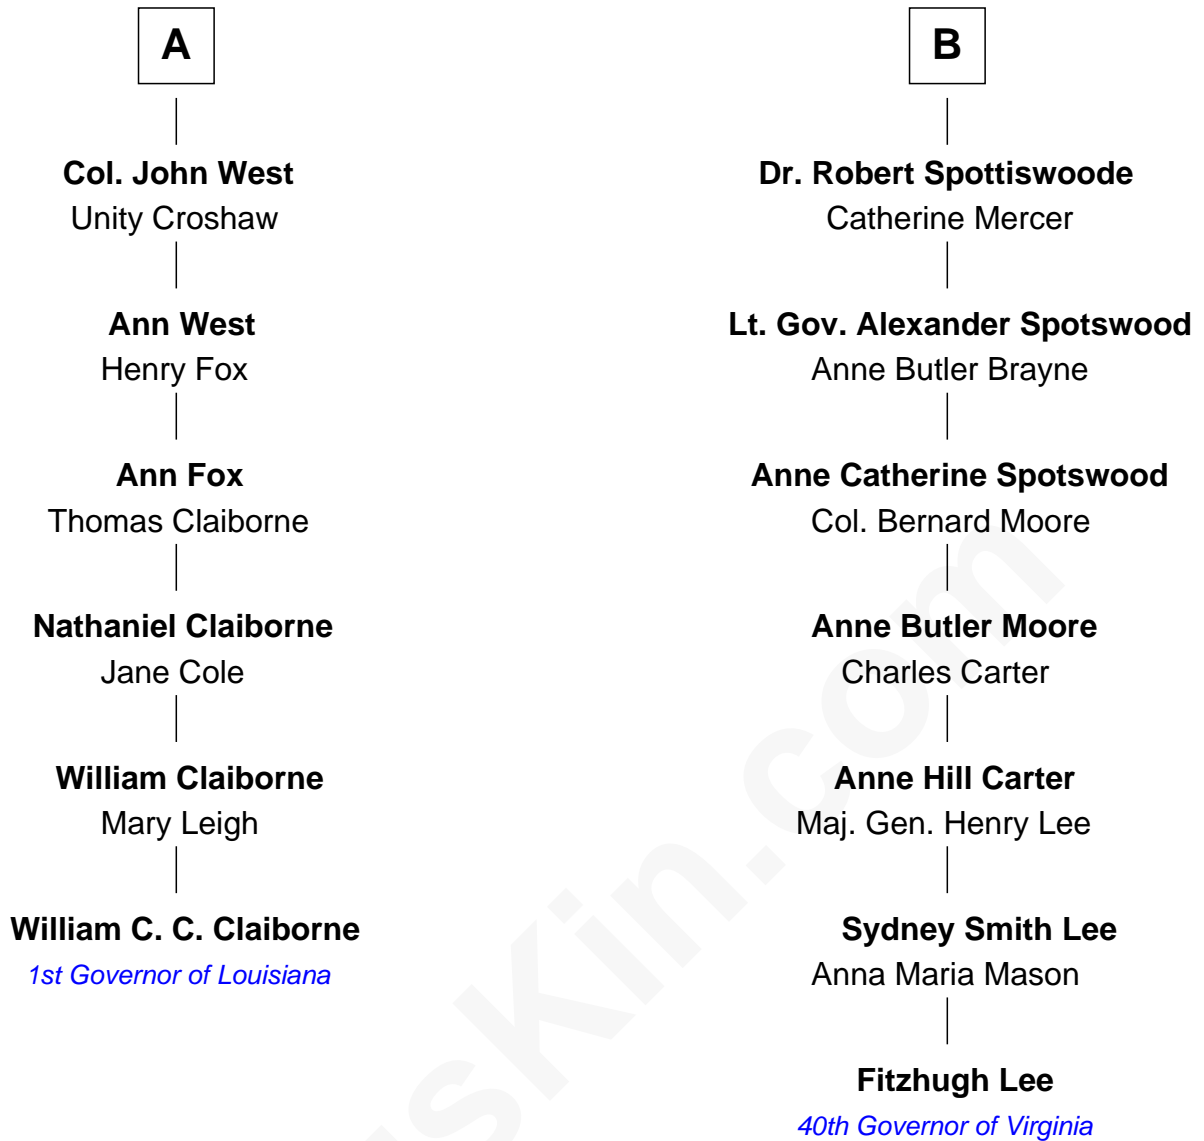 A
Col. John West
Unity Croshaw
Ann West
Henry Fox
Ann Fox
Thomas Claiborne
Nathaniel Claiborne
Jane Cole
William Claiborne
Mary Leigh
William C. C. Claiborne
1st Governor of Louisiana
B
Dr. Robert Spottiswoode
Catherine Mercer
Lt. Gov. Alexander Spotswood
Anne Butler Brayne
Anne Catherine Spotswood
Col. Bernard Moore
Anne Butler Moore
Charles Carter
Anne Hill Carter
Maj. Gen. Henry Lee
Sydney Smith Lee
Anna Maria Mason
Fitzhugh Lee
40th Governor of Virginia